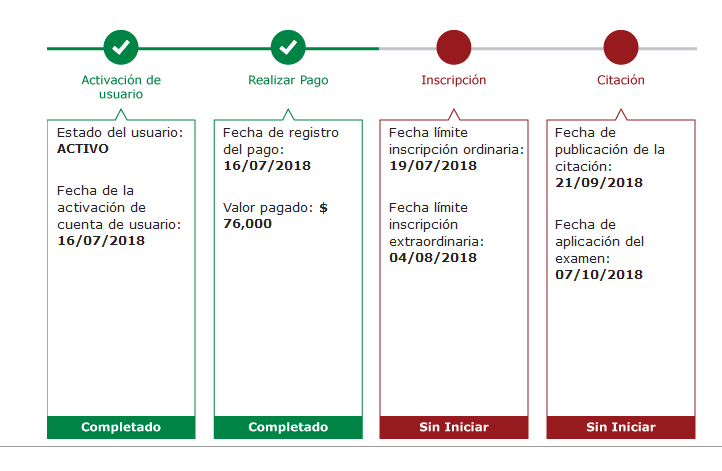 Activación de
usuario
Realizar Pago
Inscripción
Citación
Estado del usuario:
ACTIVO
Fecha de la
activación de
cuenta de usuario:
16/07/2018
Completado
Fecha de registro
del pago:
16/07/2018
Valor pagado: $
76,000
Completado
Fecha límite
inscripción ordinaria:
19/07/2018
Fecha límite
inscripción
extraordinaria:
04/08/2018
Sin Iniciar
Fecha de
publicación de la
citación:
21/09/2018
Fecha de
aplicación del
examen:
07/10/2018
Sin Iniciar